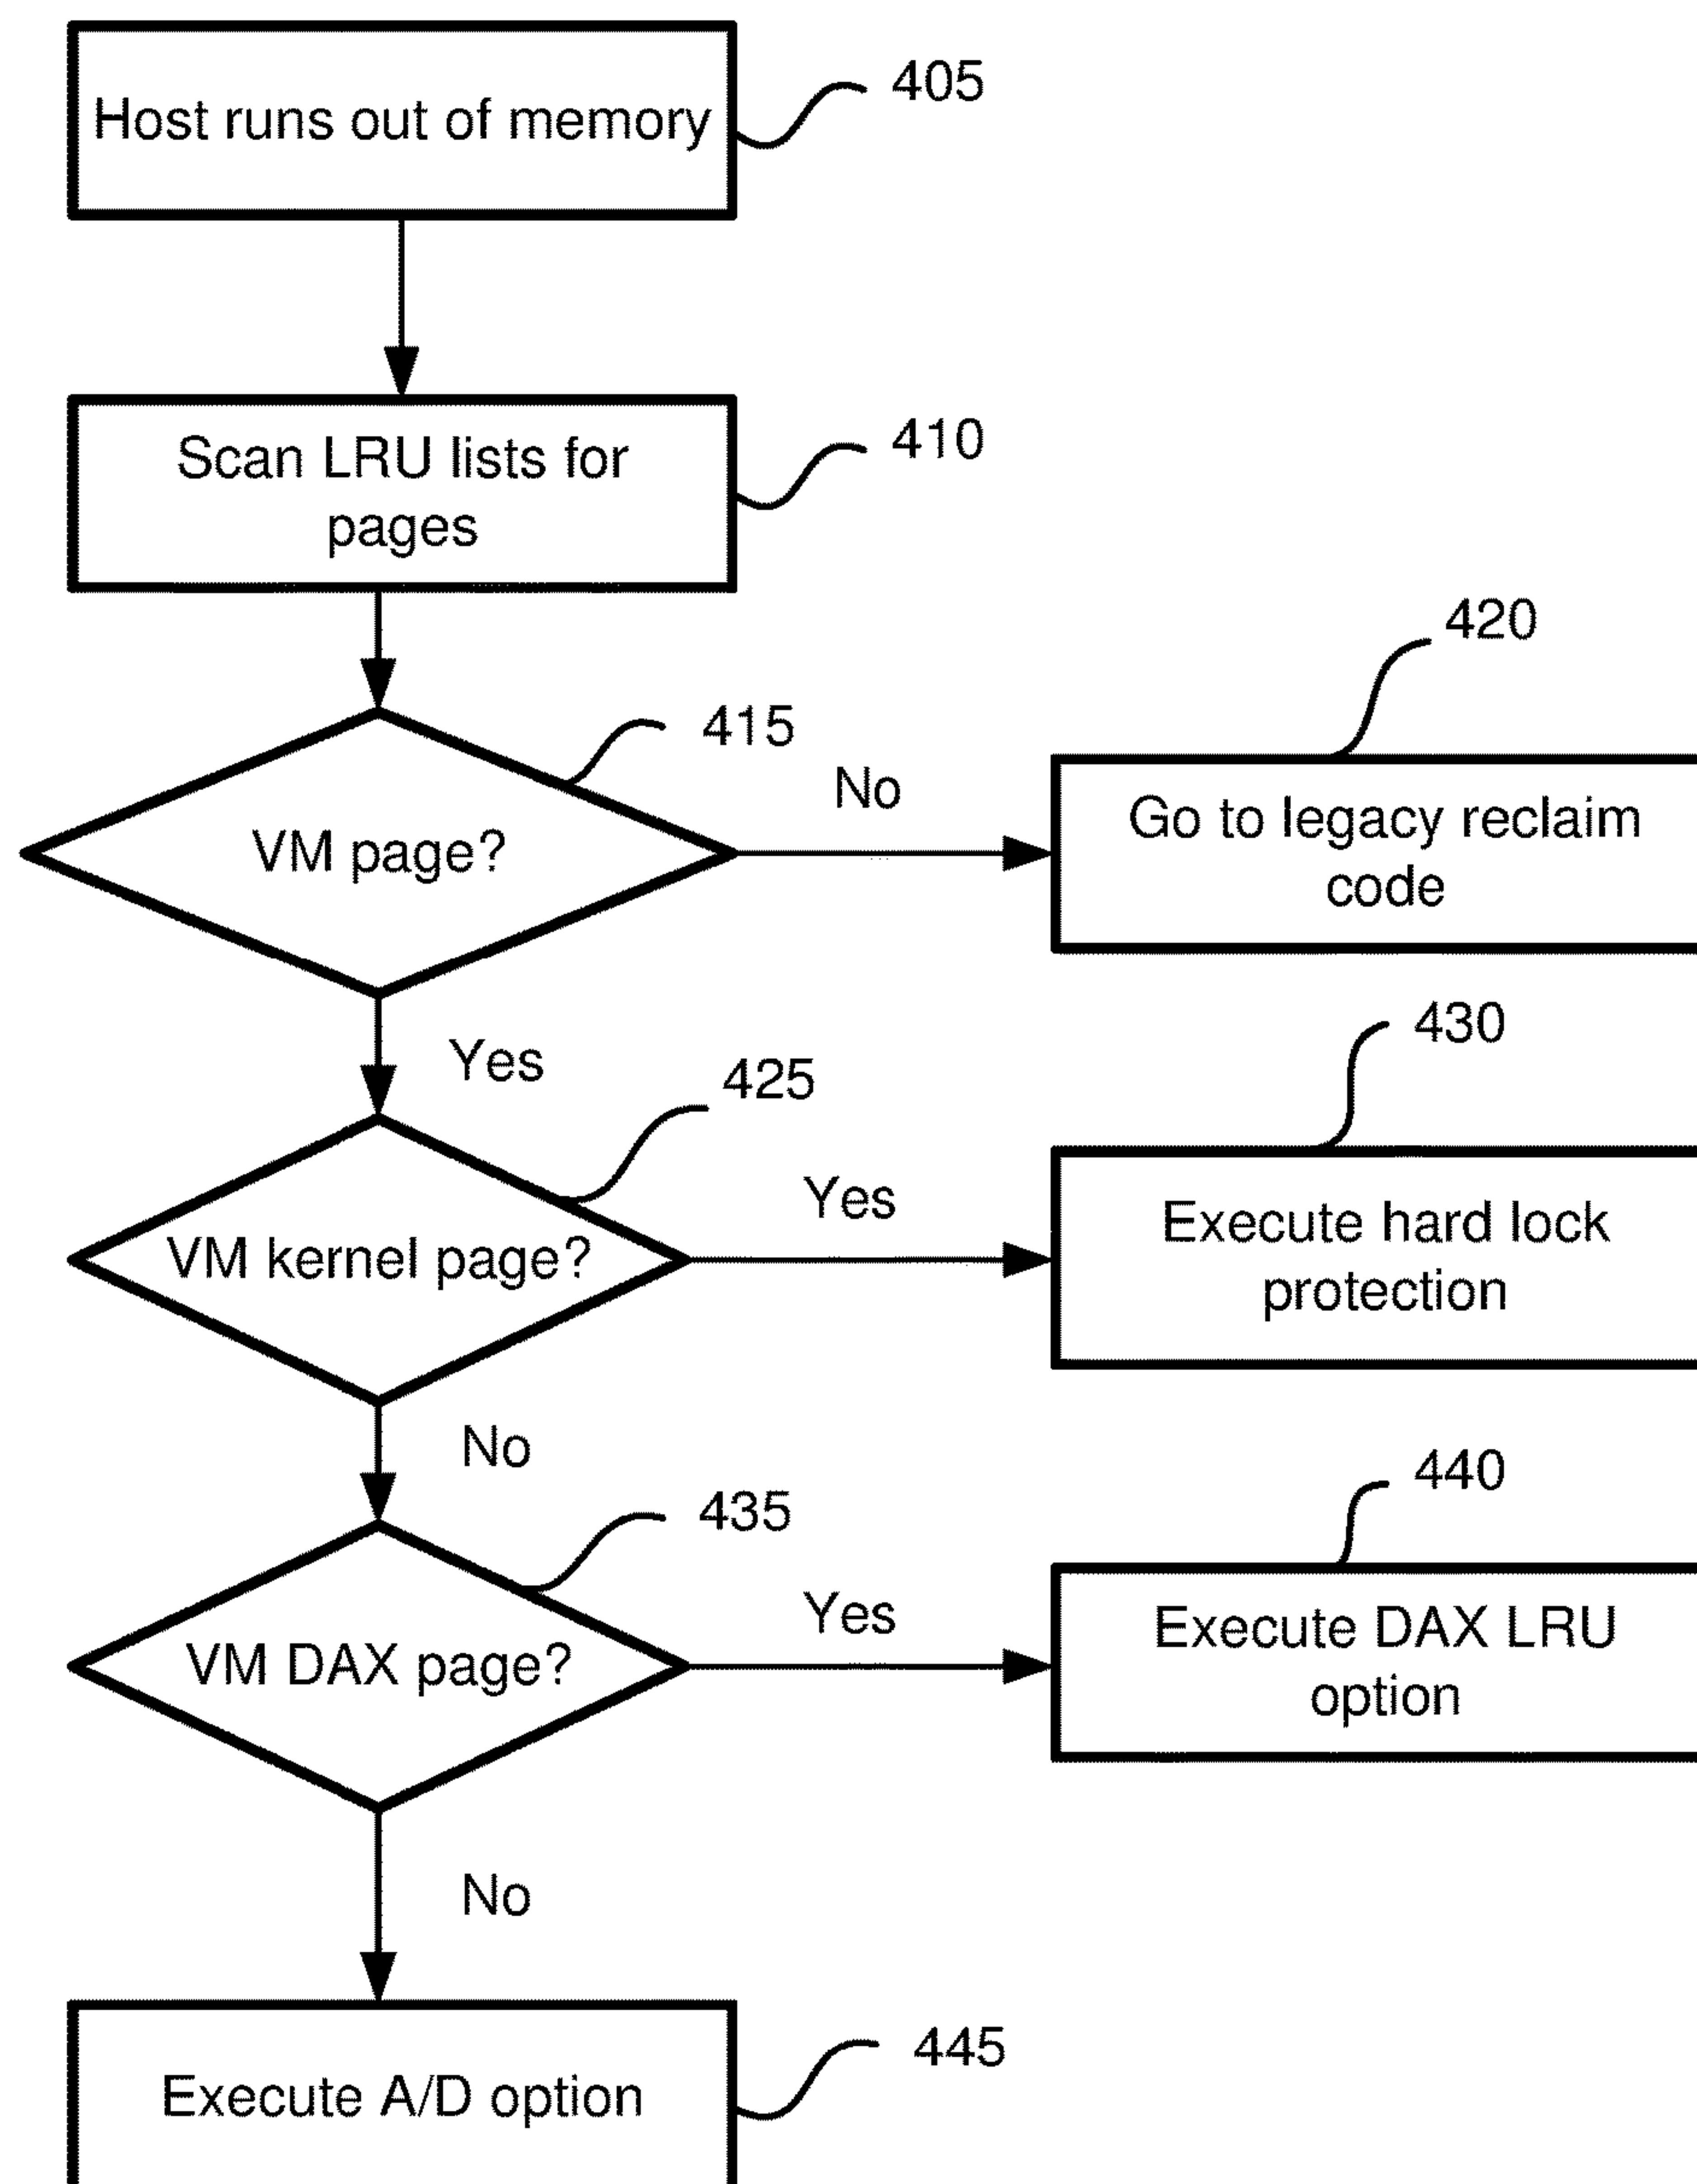 Host runs out of memory
405
Scan LRU lists for
pages
410
420
415
VM page?
No
Go to legacy reclaim
code
430
Yes
425
VM kernel page?
Yes
Execute hard lock
protection
440
No
435
VM DAX page?
Yes
Execute DAX LRU
option
No
445
Execute A/D option